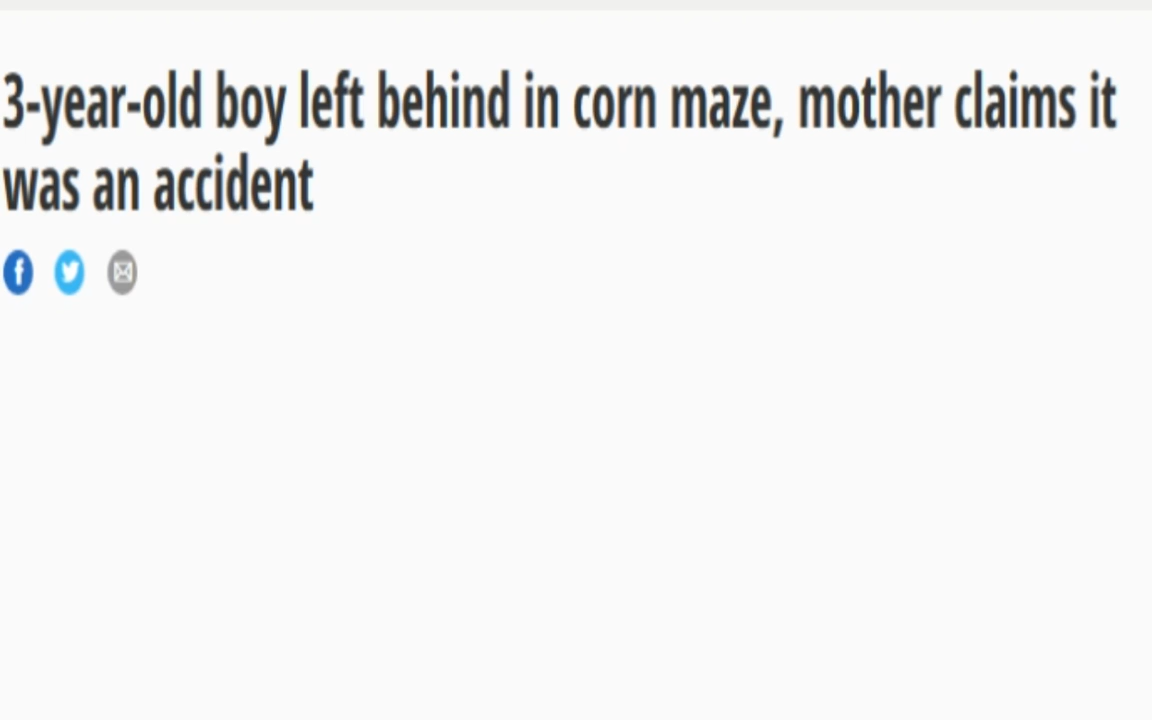 3-year-old boy left behind in corn maze, mother claims it
was an accident